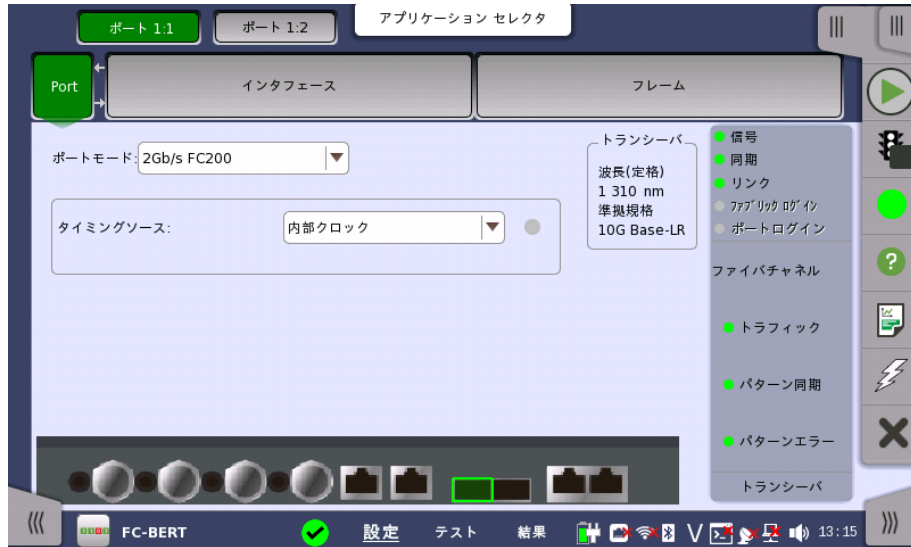 ポート 1:1
ポート 1:2
アプリケーション セレクタ
Port
インタフェース
フレーム
ポートモード:
2Gb/s FC200
タイミングソース:
内部クロック
トランシーバ
波長(定格)
1 310 nm
準拠規格
10G Base-LR
信号
同期
リンク
ファブリック ログイン
ポートログイン
ファイバチャネル
トラフィック
パターン同期
パターンエラー
トランシーバ
FC-BERT
設定
テスト
結果
13:15